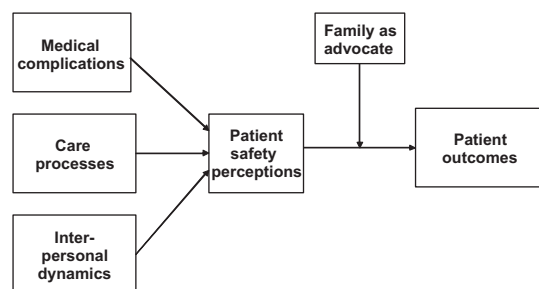 Medical
complications
Family as
advocate
Care
processes
Patient
safety
perceptions
Patient
outcomes
Inter-
personal
dynamics